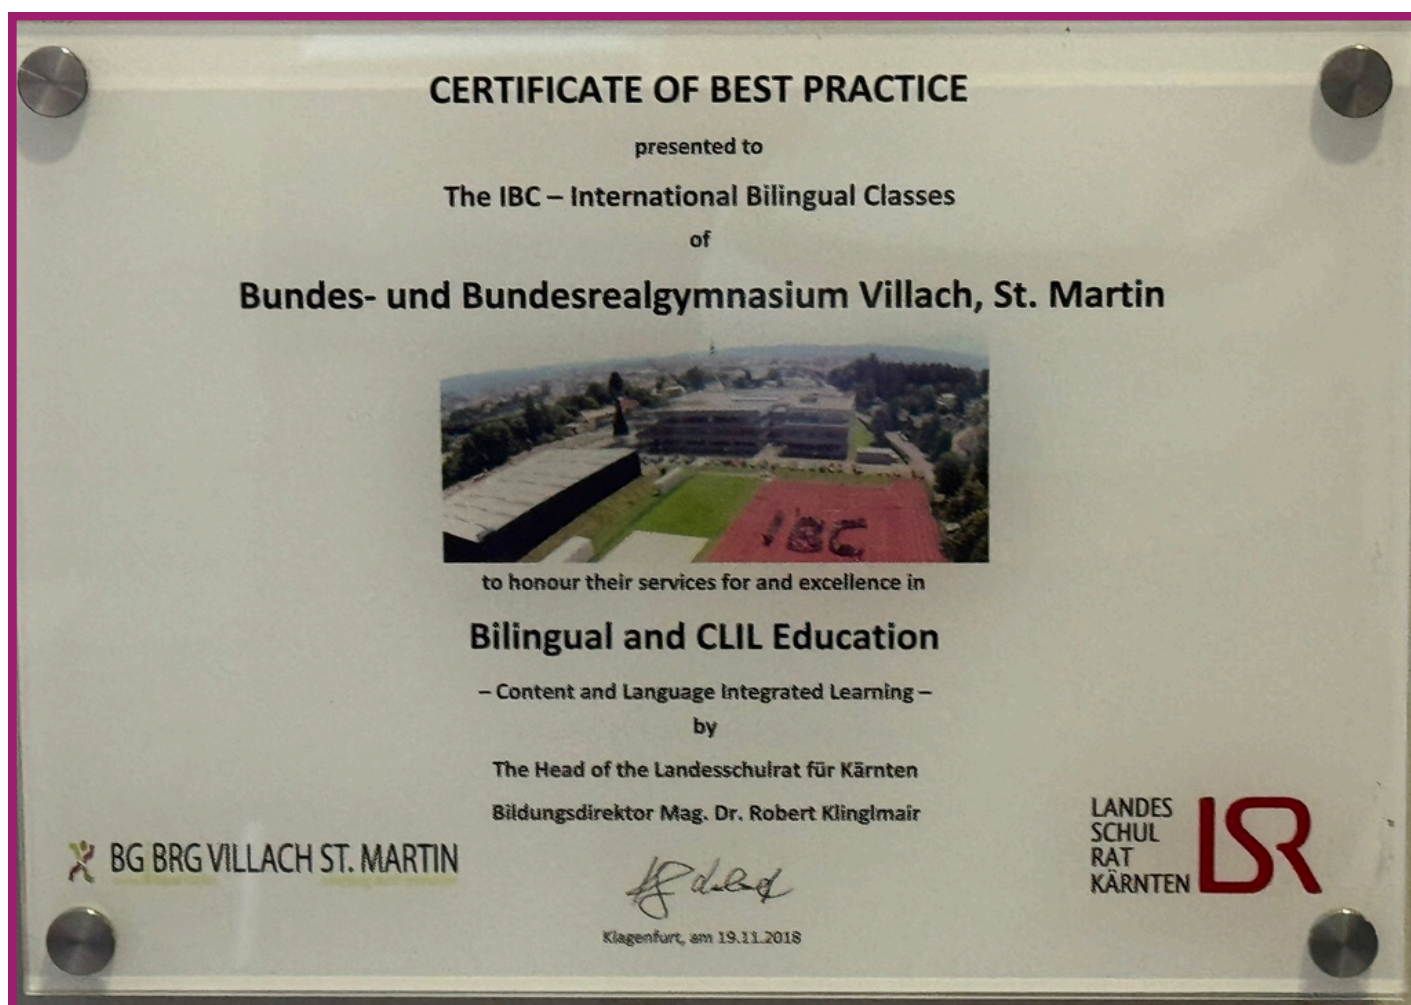 CERTIFICATE OF BEST PRACTICE
presented to
The IBC – International Bilingual Classes
of
Bundes- und Bundesrealgymnasium Villach, St. Martin
IBC
to honour their services for and excellence in
Bilingual and CLIL Education
– Content and Language Integrated Learning –
by
The Head of the Landesschulrat für Kärnten
Bildungsdirektor Mag. Dr. Robert Klinglmair
BG BRG VILLACH ST. MARTIN
LANDES
SCHUL
RAT
KÄRNTEN
LSR
Klagenfurt, am 19.11.2018